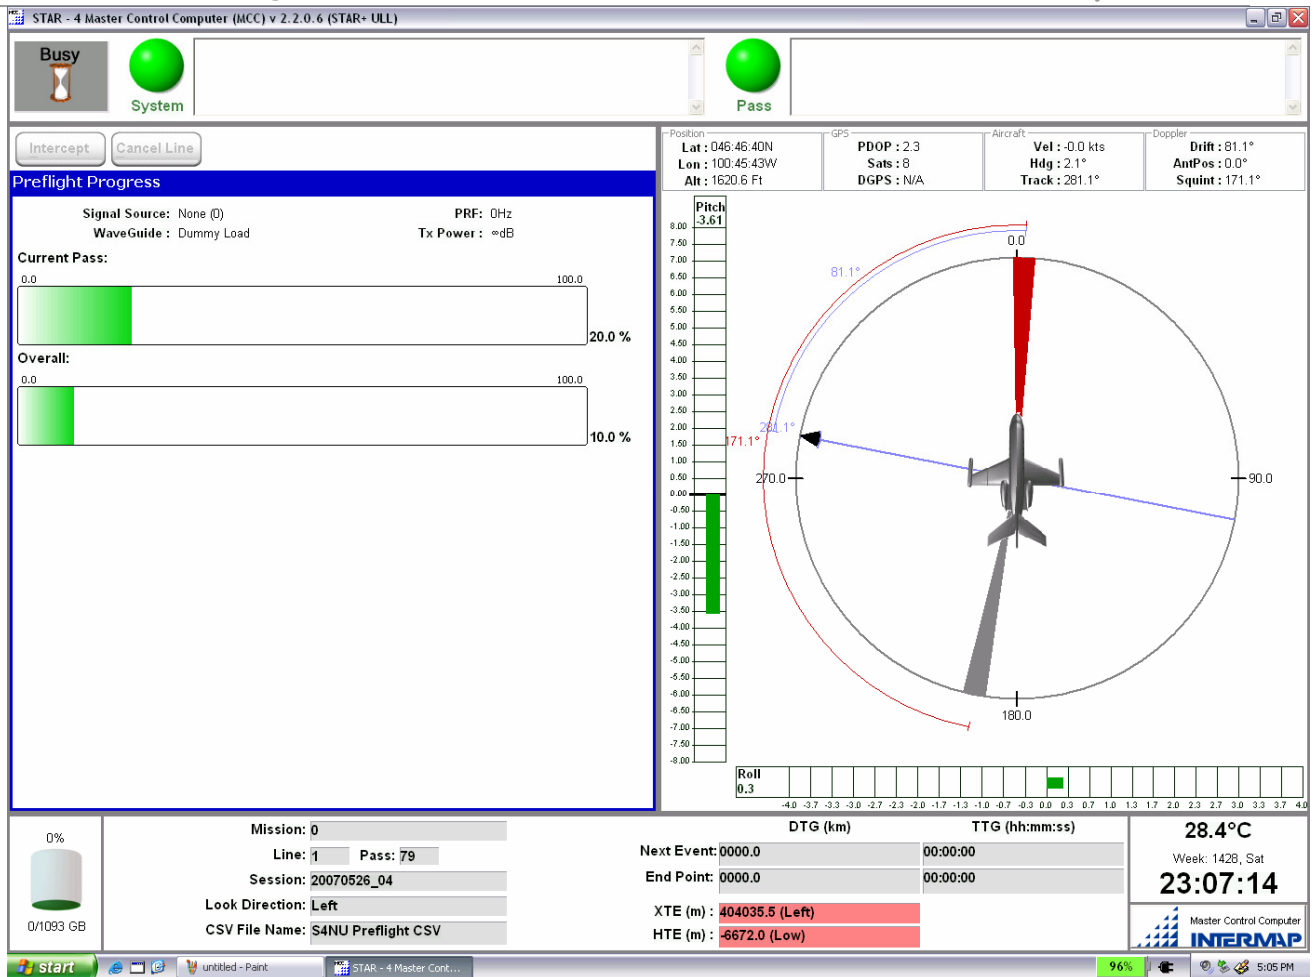 STAR - 4 Master Control Computer (MCC) v 2.2.0.6 (STAR+ ULL)
Busy
System
Pass
Intercept
Cancel Line
Preflight Progress
Signal Source: None (0)
PRF: 0Hz
WaveGuide : Dummy Load
Tx Power : ∞dB
Current Pass:
0.0
100.0
20.0 %
Overall:
0.0
100.0
10.0 %
Position
Lat : 046:46:40N
Lon : 100:45:43W
Alt : 1620.6 Ft
GPS
PDOP : 2.3
Sats : 8
DGPS : N/A
Aircraft
Vel : -0.0 kts
Hdg : 2.1°
Track : 281.1°
Doppler
Drift : 81.1°
AntPos : 0.0°
Squint : 171.1°
Pitch
-3.61
8.00
7.50
7.00
6.50
6.00
5.50
5.00
4.50
4.00
3.50
3.00
2.50
2.00
1.50
1.00
0.50
0.00
-0.50
-1.00
-1.50
-2.00
-2.50
-3.00
-3.50
-4.00
-4.50
-5.00
-5.50
-6.00
-6.50
-7.00
-7.50
-8.00
0.0
81.1°
281.1°
171.1°
270.0
90.0
180.0
Roll
0.3
-4.0 -3.7 -3.3 -3.0 -2.7 -2.3 -2.0 -1.7 -1.3 -1.0 -0.7 -0.3 0.0 0.3 0.7 1.0 1.3 1.7 2.0 2.3 2.7 3.0 3.3 3.7 4.0
0%
0/1093 GB
Mission: 0
Line: 1 Pass: 79
Session: 20070526_04
Look Direction: Left
CSV File Name: S4NU Preflight CSV
DTG (km)
TTG (hh:mm:ss)
Next Event: 0000.0 00:00:00
End Point: 0000.0 00:00:00
XTE (m) : 404035.5 (Left)
HTE (m) : -6672.0 (Low)
28.4°C
Week: 1428, Sat
23:07:14
Master Control Computer
INTERMAP
start
untitled - Paint
STAR - 4 Master Cont...
96%
5:05 PM